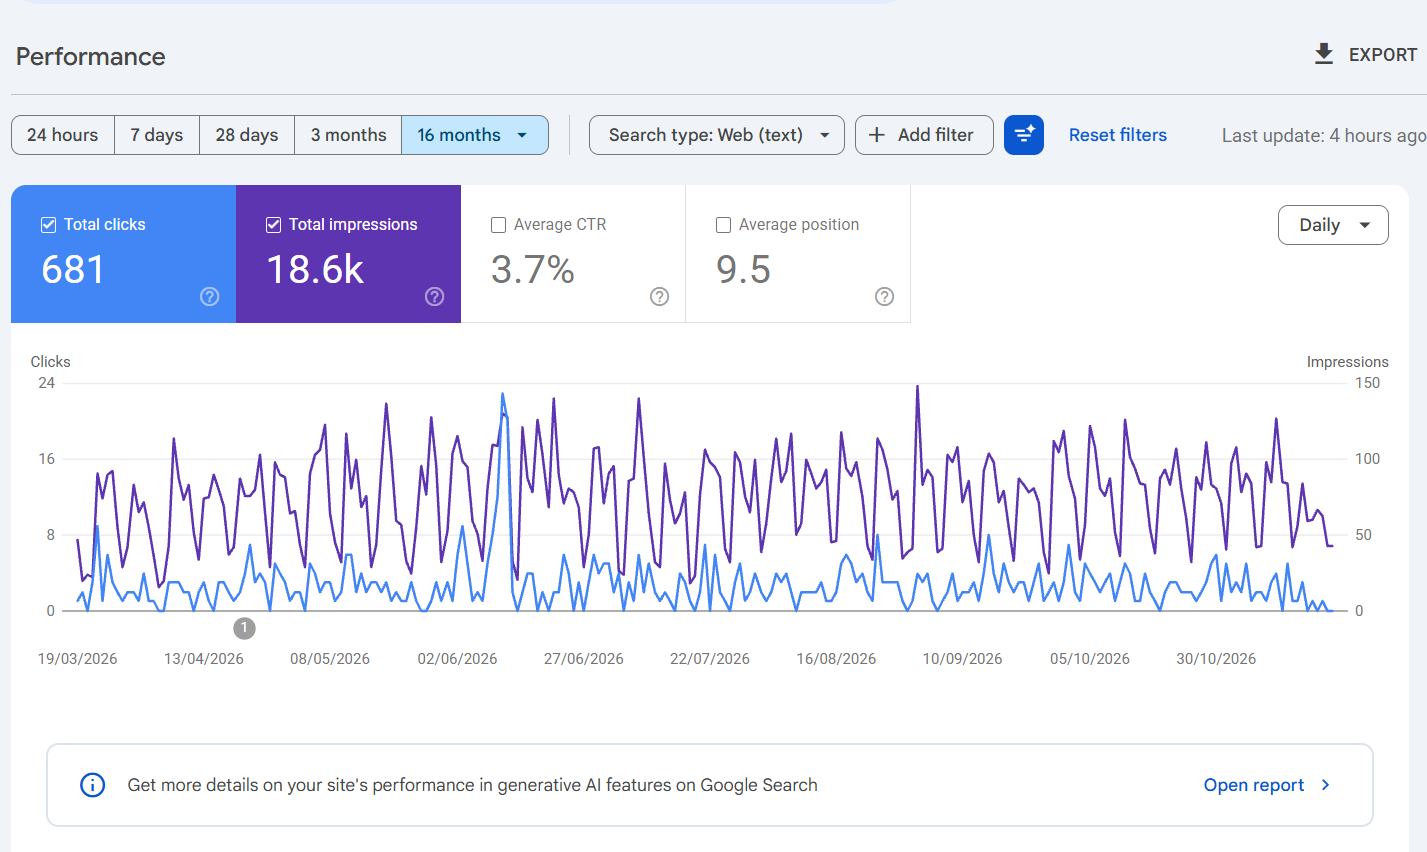 Performance
EXPORT
24 hours 7 days 28 days 3 months 16 months Search type: Web (text) Add filter Reset filters Last update: 4 hours ago
Total clicks
681
Total impressions
18.6k
Average CTR
3.7%
Average position
9.5
Daily
Clicks Impressions
24 150
16 100
8 50
0 0
1
19/03/2026 13/04/2026 08/05/2026 02/06/2026 27/06/2026 22/07/2026 16/08/2026 10/09/2026 05/10/2026 30/10/2026
Get more details on your site's performance in generative AI features on Google Search Open report